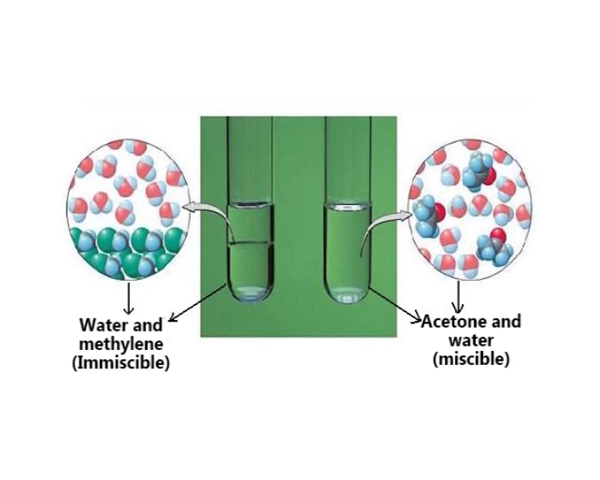 Water and
methylene
(Immiscible)
Acetone and
water
(miscible)